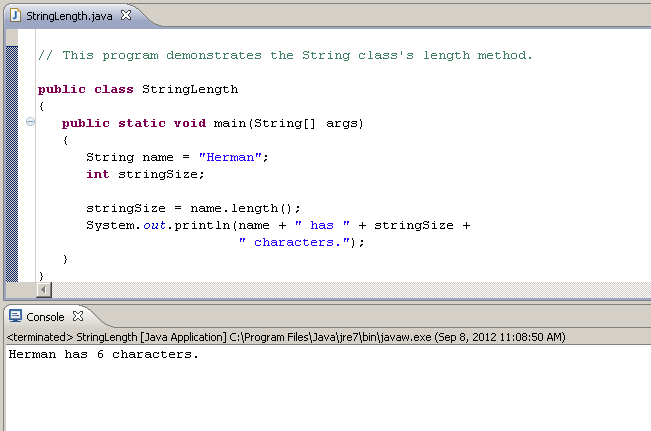 StringLength.java
// This program demonstrates the String class's length method.
public class StringLength
{
public static void main(String[] args)
{
String name = "Herman";
int stringSize;
stringSize = name.length();
System.out.println(name + " has " + stringSize +
" characters.");
}
}
Console
<terminated> StringLength [Java Application] C:\Program Files\Java\jre7\bin\javaw.exe (Sep 8, 2012 11:08:50 AM)
Herman has 6 characters.